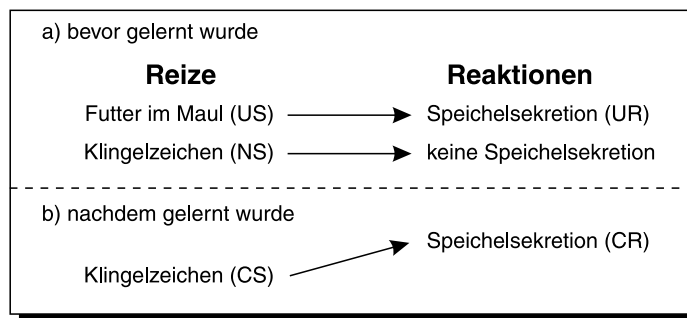 a) bevor gelernt wurde
Reize Reaktionen
Futter im Maul (US) Speichelsekretion (UR)
Klingelzeichen (NS) keine Speichelsekretion
b) nachdem gelernt wurde
Speichelsekretion (CR)
Klingelzeichen (CS)